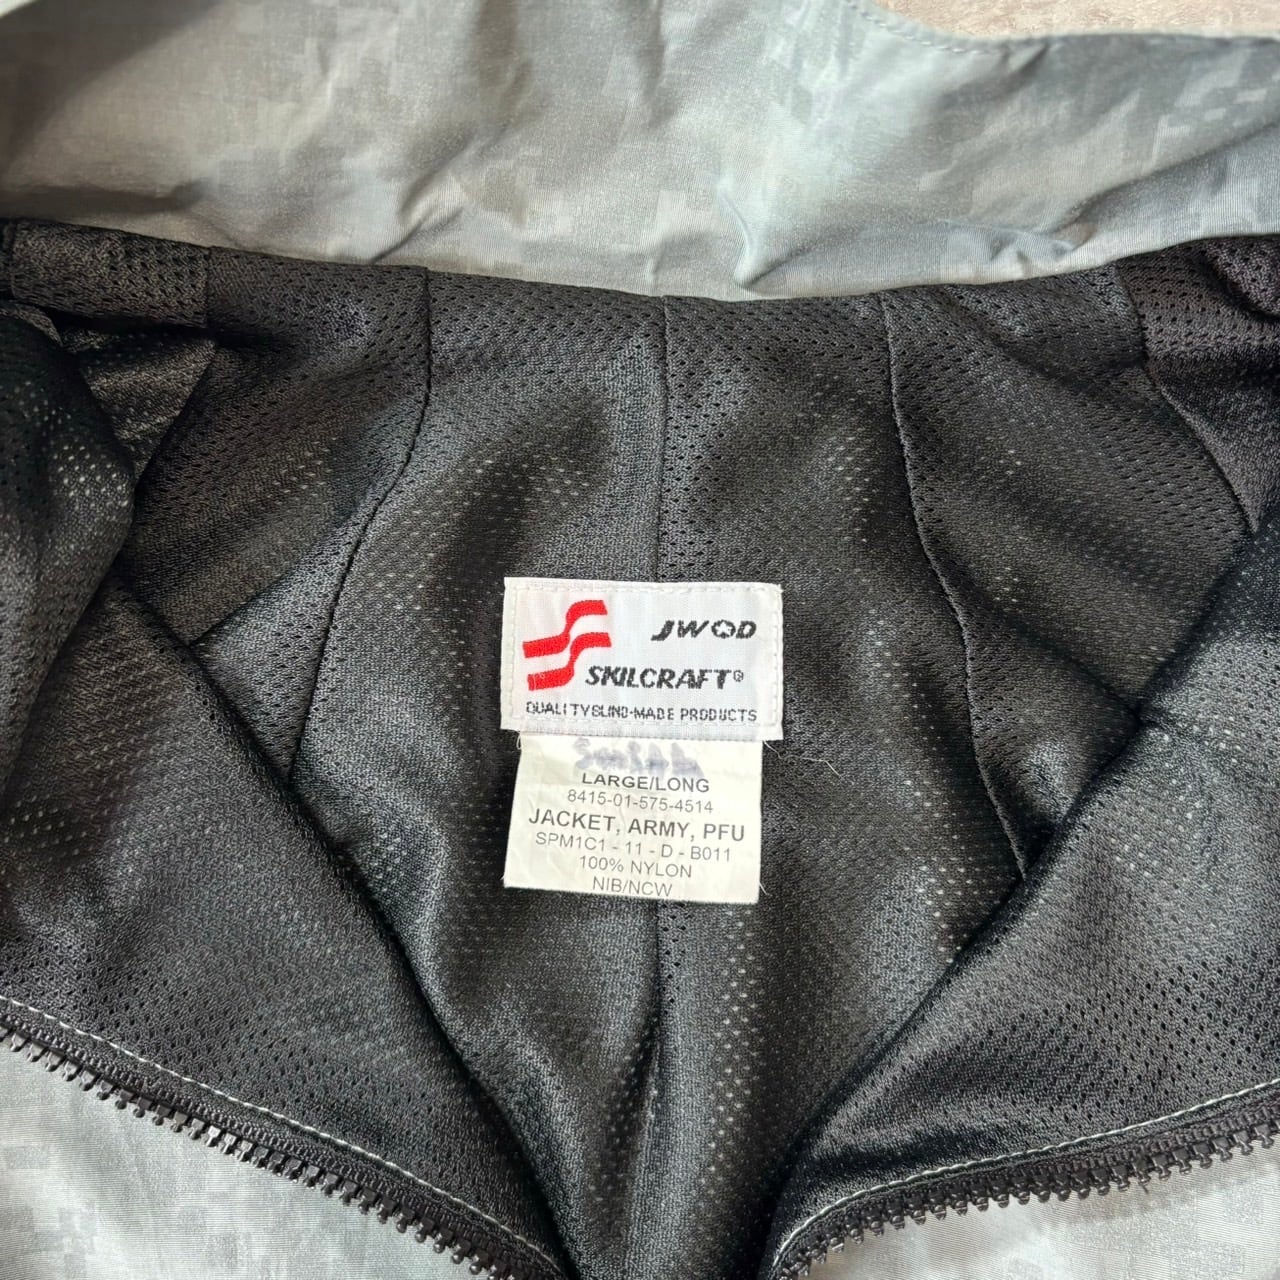 JWOD
SKILCRAFT®
QUALITY BLIND-MADE PRODUCTS
LARGE/LONG
8415-01-575-4514
JACKET, ARMY, PFU
SPM1C1 - 11 - D - B011
100% NYLON
NIB/NCW